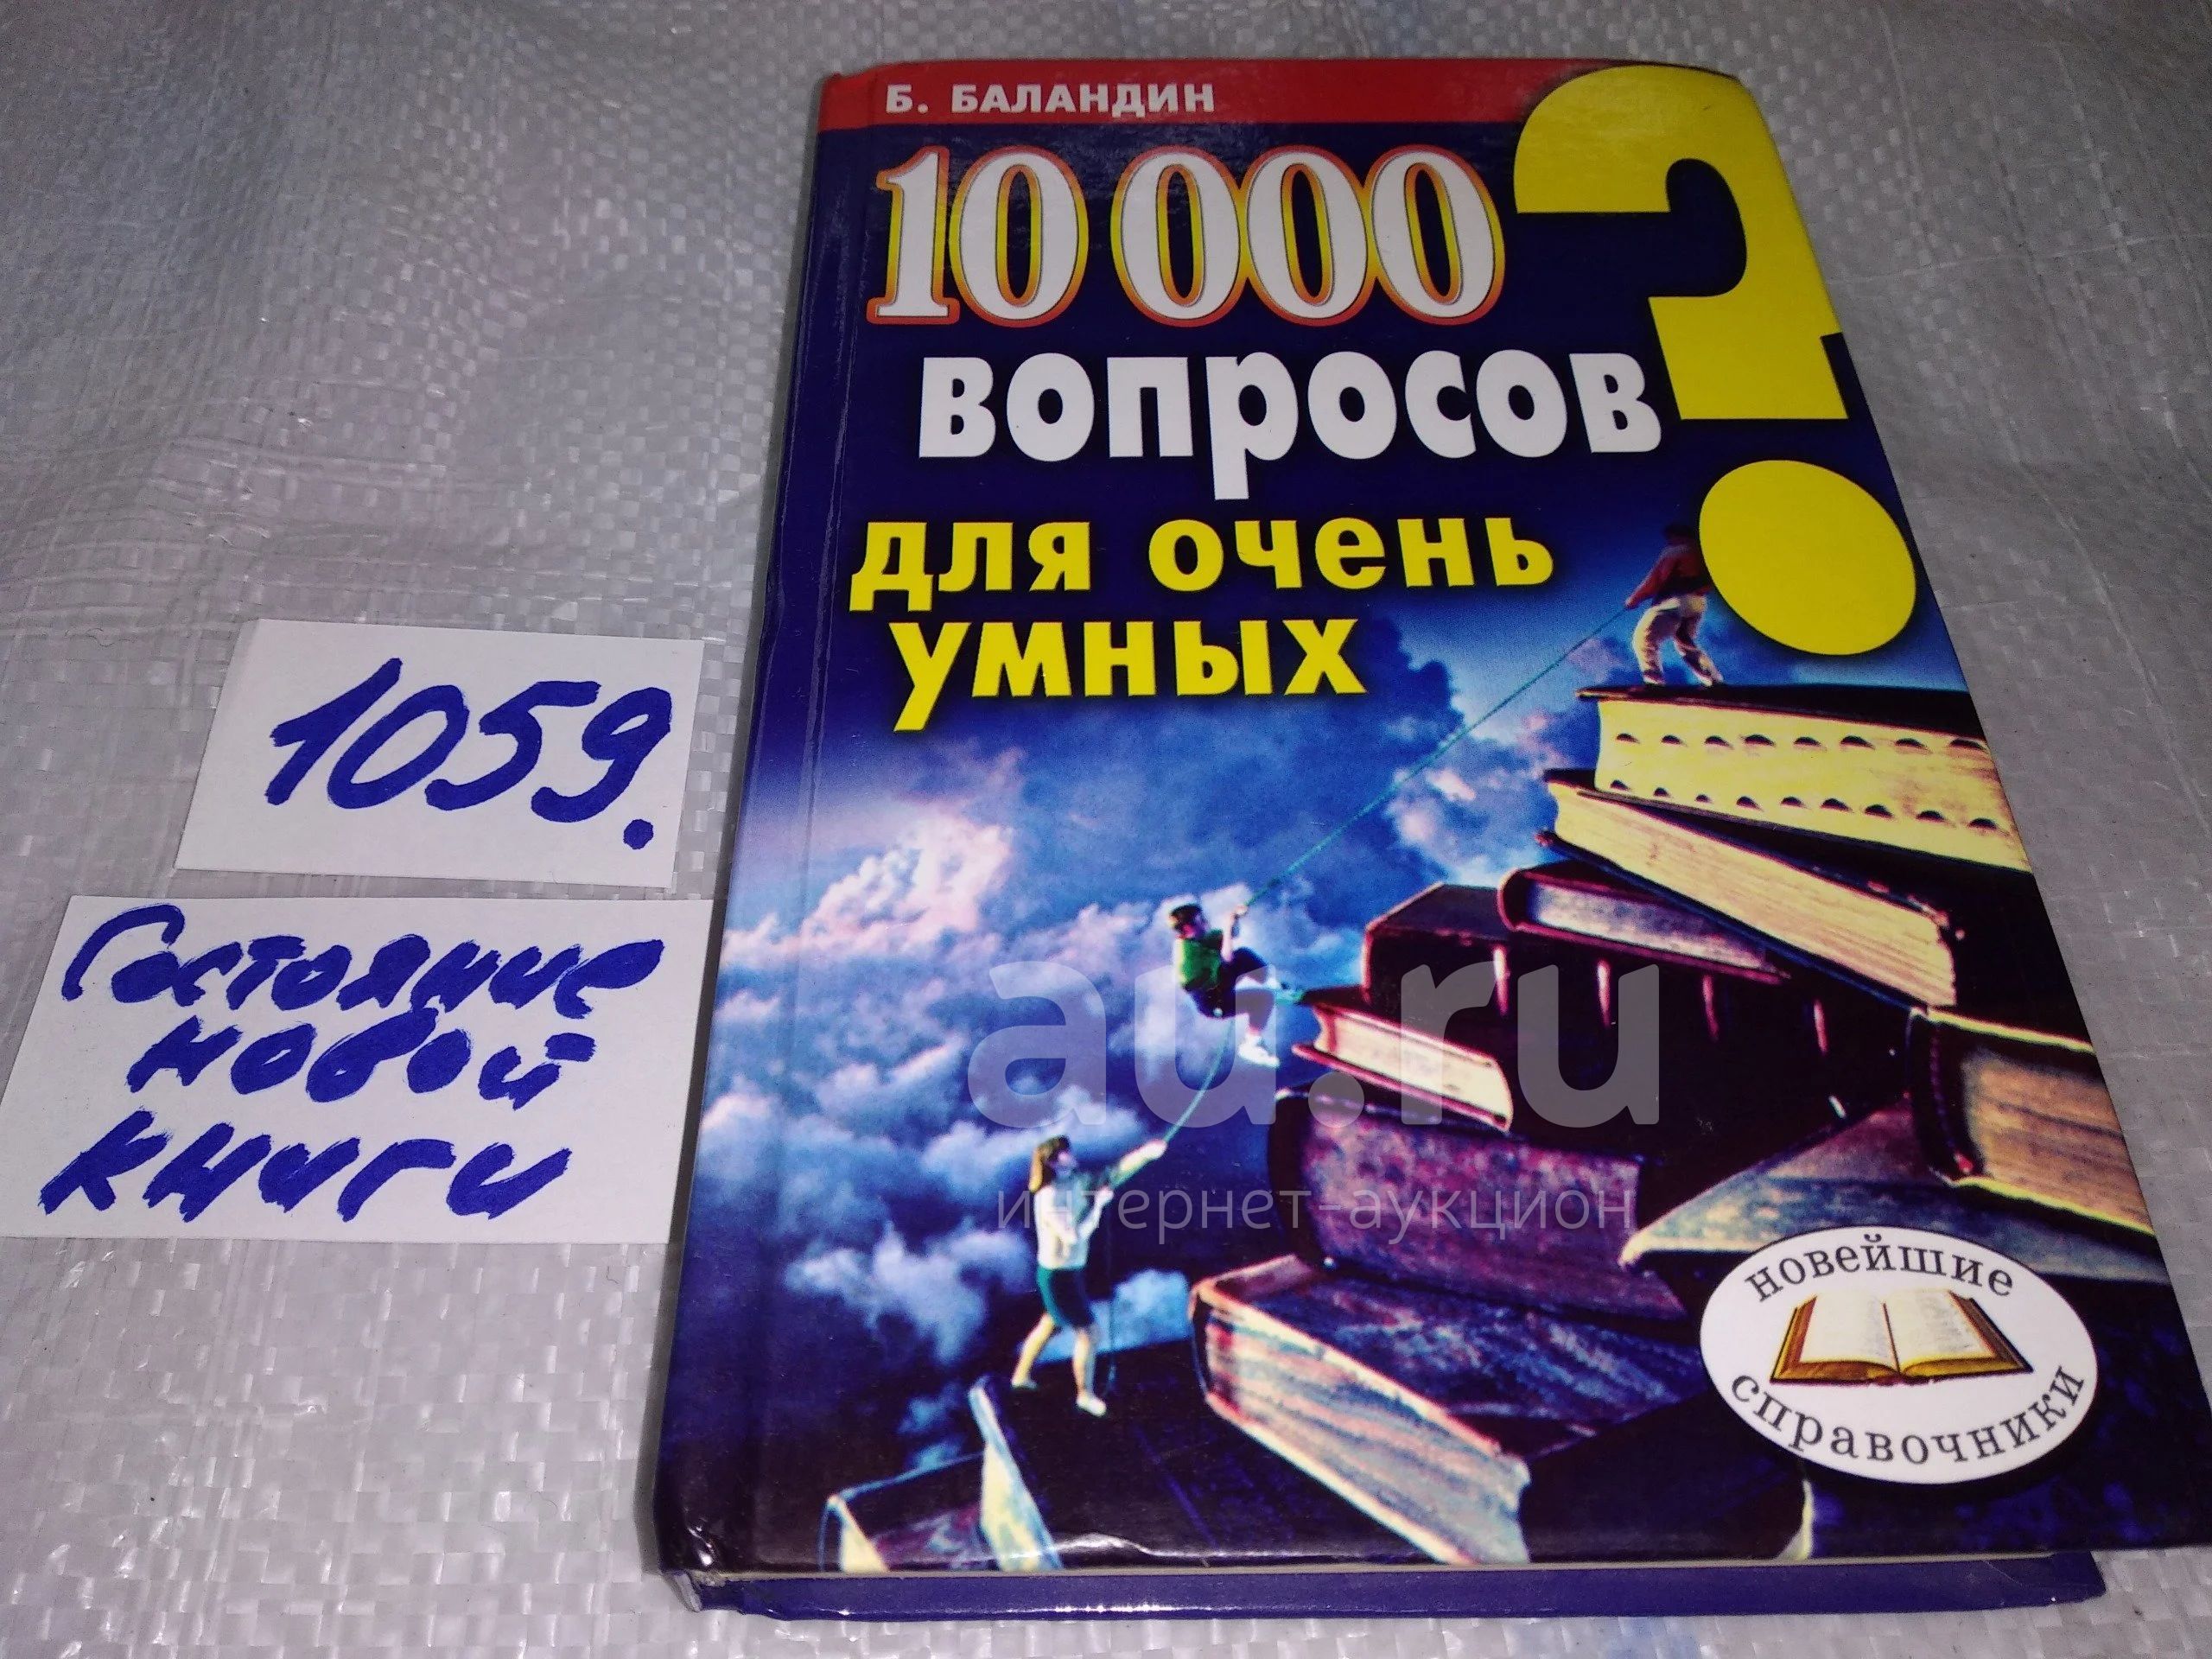 Б. БАЛАНДИН
10 000
вопросов
?
для очень
умных
1059.
Состояние
новой
книги
au.ru
интернет-аукцион
новейшие
справочники